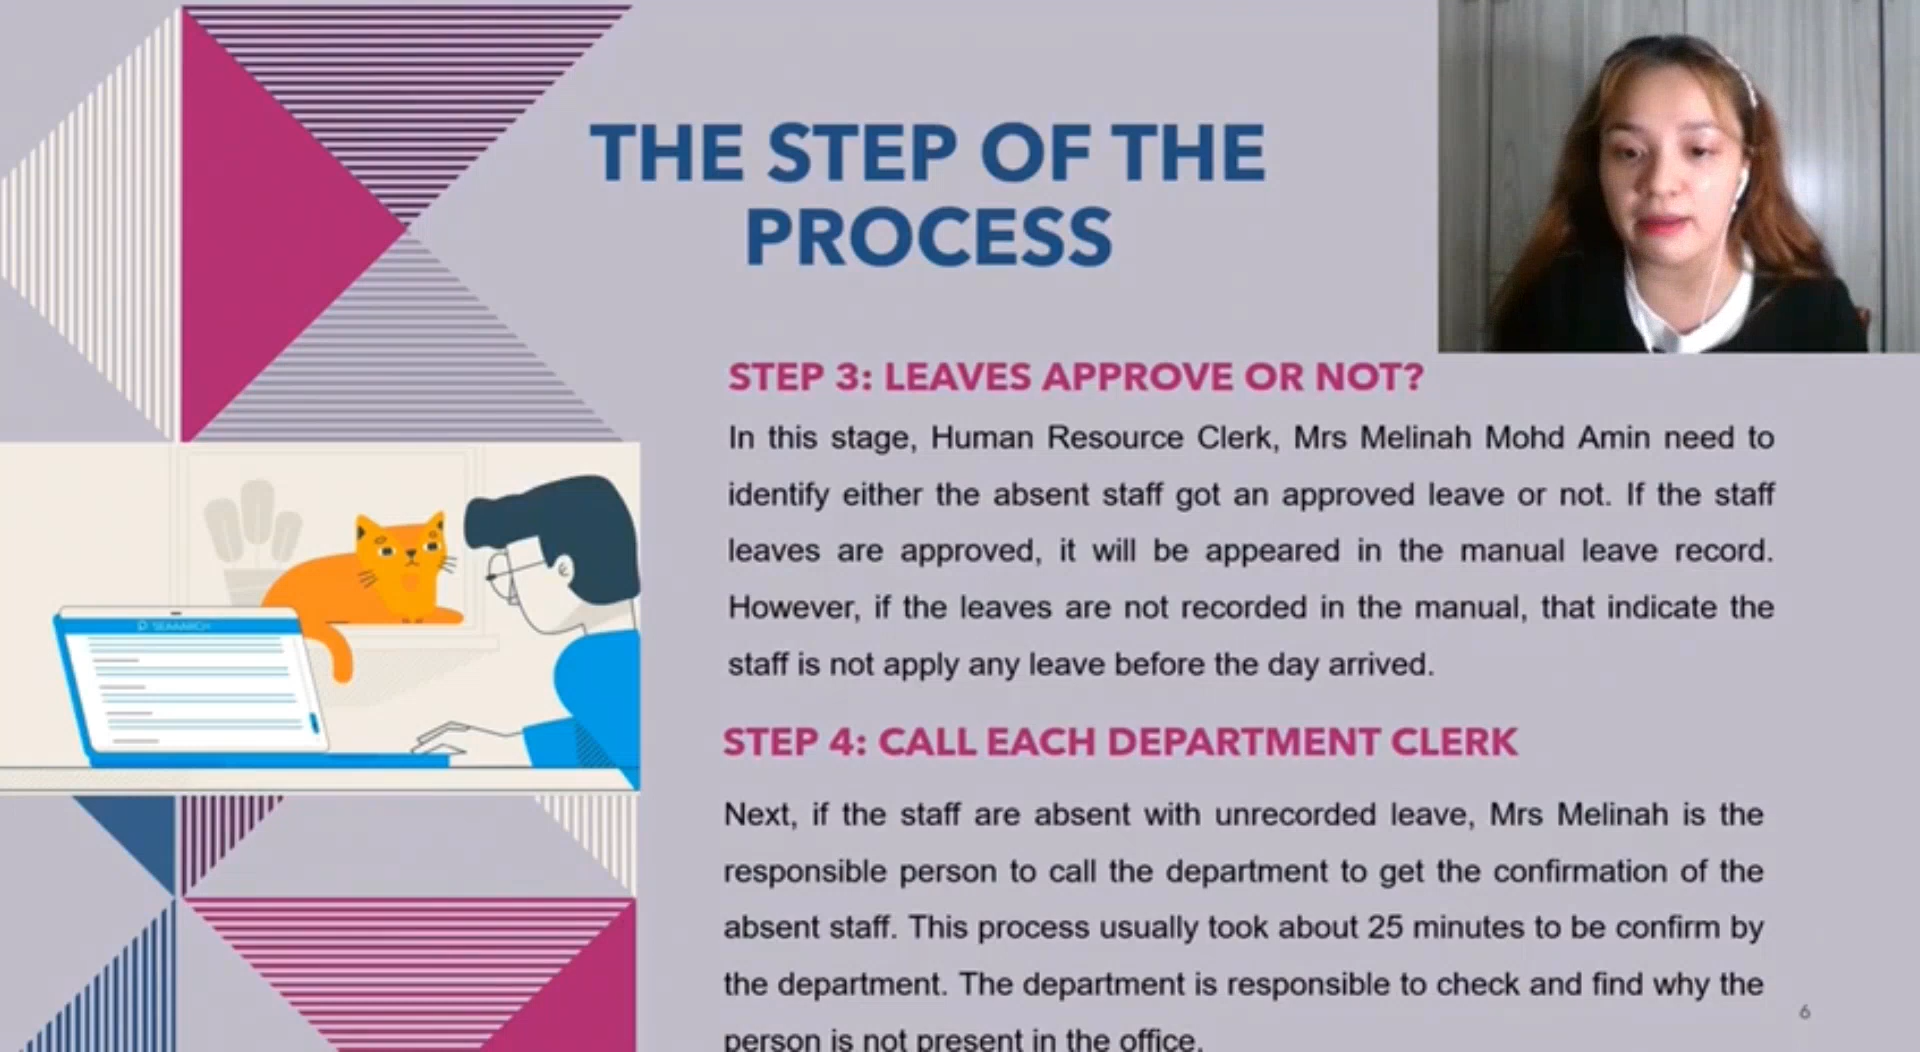 THE STEP OF THE
PROCESS
STEP 3: LEAVES APPROVE OR NOT?
In this stage, Human Resource Clerk, Mrs Melinah Mohd Amin need to
identify either the absent staff got an approved leave or not. If the staff
leaves are approved, it will be appeared in the manual leave record.
However, if the leaves are not recorded in the manual, that indicate the
staff is not apply any leave before the day arrived.
STEP 4: CALL EACH DEPARTMENT CLERK
Next, if the staff are absent with unrecorded leave, Mrs Melinah is the
responsible person to call the department to get the confirmation of the
absent staff. This process usually took about 25 minutes to be confirm by
the department. The department is responsible to check and find why the
person is not present in the office.
6